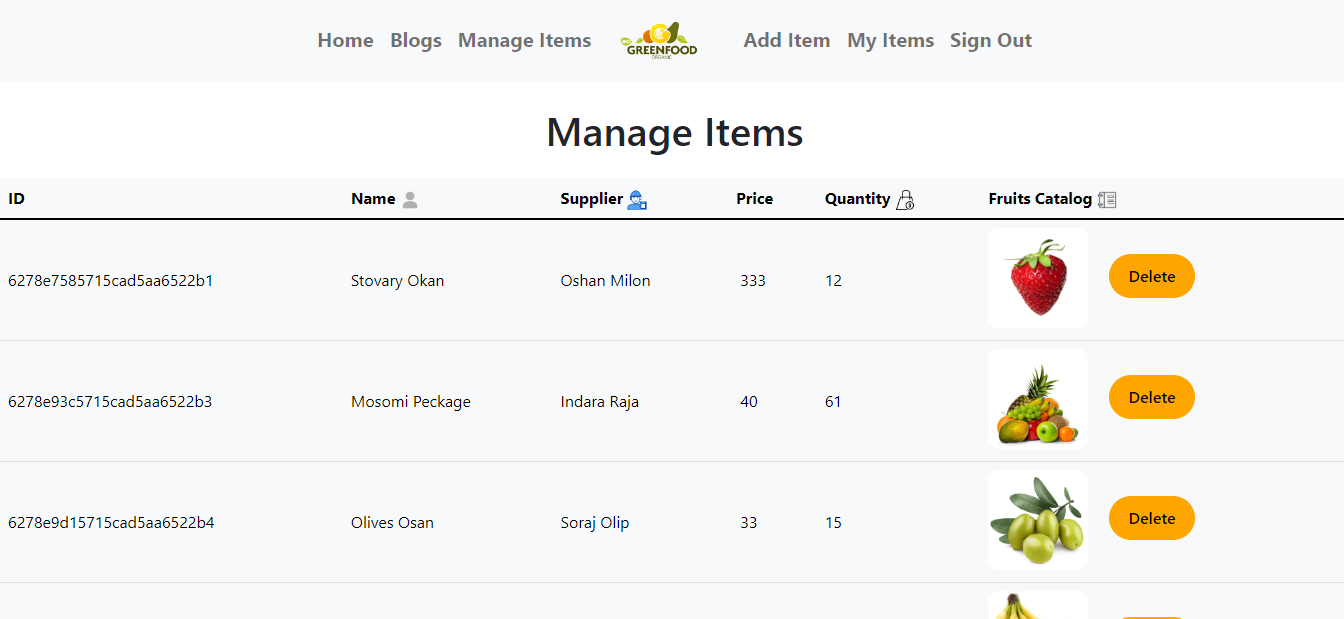 Home Blogs Manage Items GREENFOOD ORGANIC Add Item My Items Sign Out
Manage Items
ID Name Supplier Price Quantity Fruits Catalog
6278e7585715cad5aa6522b1 Stovary Okan Oshan Milon 333 12 Delete
6278e93c5715cad5aa6522b3 Mosomi Peckage Indara Raja 40 61 Delete
6278e9d15715cad5aa6522b4 Olives Osan Soraj Olip 33 15 Delete